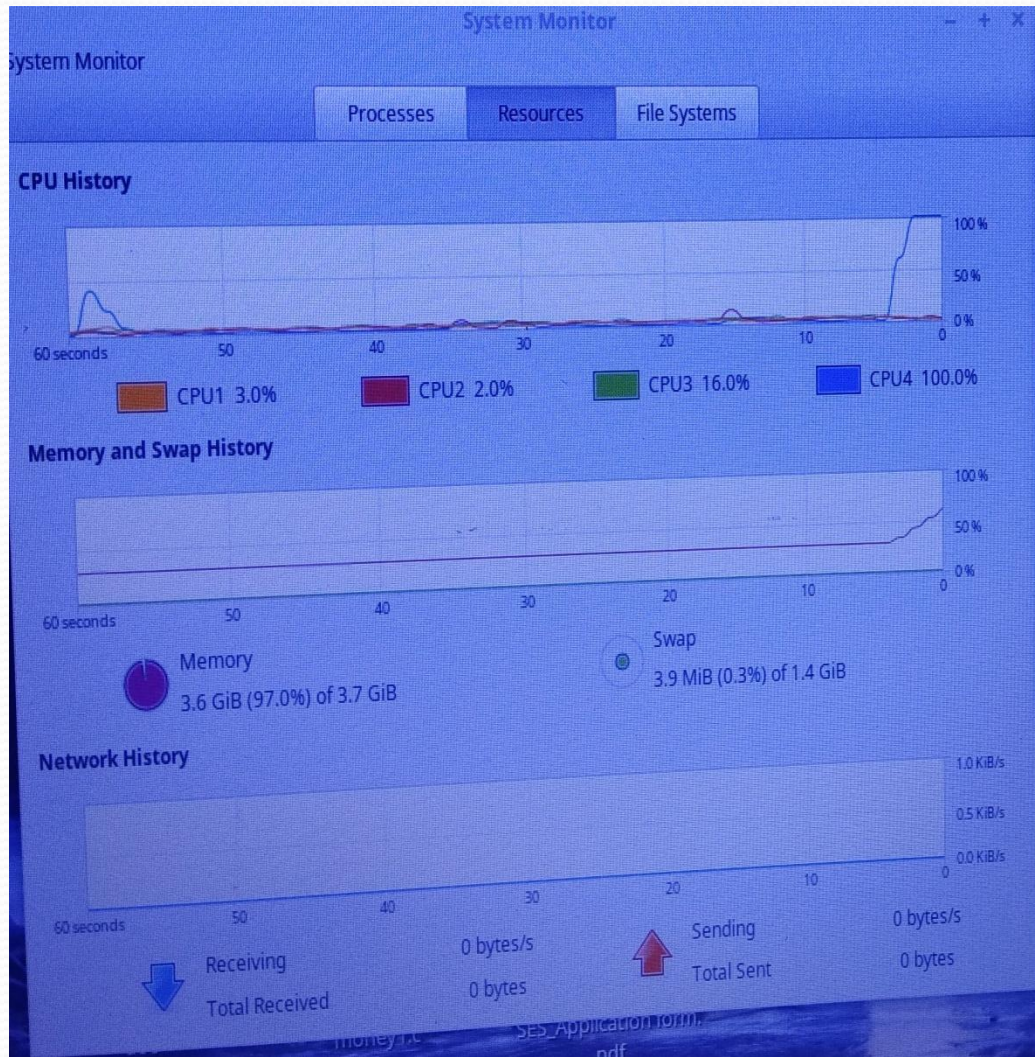 System Monitor
System Monitor
Processes Resources File Systems
CPU History
100 %
50 %
0 %
60 seconds 50 40 30 20 10 0
CPU1 3.0% CPU2 2.0% CPU3 16.0% CPU4 100.0%
Memory and Swap History
100 %
50 %
0 %
60 seconds 50 40 30 20 10 0
Memory
3.6 GiB (97.0%) of 3.7 GiB
Swap
3.9 MiB (0.3%) of 1.4 GiB
Network History
1.0 KiB/s
0.5 KiB/s
0.0 KiB/s
60 seconds 50 40 30 20 10 0
Receiving 0 bytes/s
Total Received 0 bytes
Sending 0 bytes/s
Total Sent 0 bytes
SES_Application form.
pdf